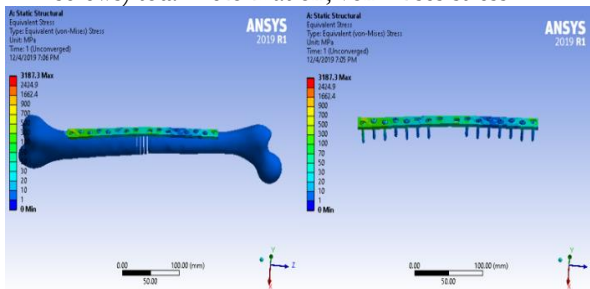 A: Static Structural
Equivalent Stress
Type: Equivalent (von-Mises) Stress
Unit: MPa
Time: 1 (Unconverged)
12/4/2019 7:06 PM
3187.3 Max
2424.9
1662.4
900
700
500
300
100
70
50
30
20
10
1
0 Min
ANSYS
2019 R1
0.00
100.00 (mm)
50.00
Y
Z
X
A: Static Structural
Equivalent Stress
Type: Equivalent (von-Mises) Stress
Unit: MPa
Time: 1 (Unconverged)
12/4/2019 7:05 PM
3187.3 Max
2424.9
1662.4
900
700
500
300
100
70
50
30
20
10
1
0 Min
ANSYS
2019 R1
0.00
100.00 (mm)
50.00
Y
Z
X